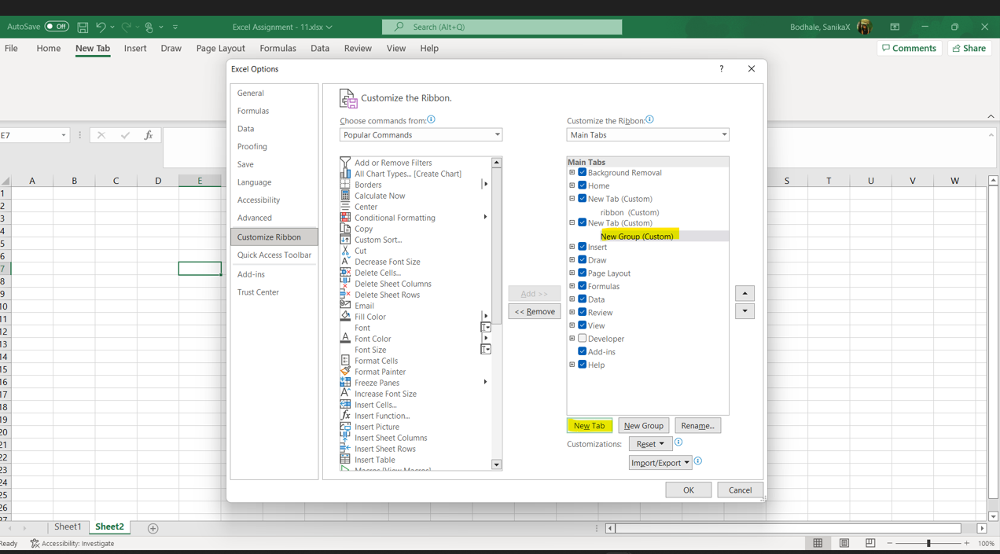 AutoSave Off Excel Assignment - 11.xlsx Search (Alt+Q) Bodhale, SanikaX
File Home New Tab Insert Draw Page Layout Formulas Data Review View Help Comments Share
Excel Options ? 
General
Formulas
Data
Proofing
Save
Language
Accessibility
Advanced
Customize Ribbon
Quick Access Toolbar
Add-ins
Trust Center
Customize the Ribbon.
Choose commands from:
Popular Commands
Add or Remove Filters
All Chart Types... [Create Chart]
Borders
Calculate Now
Center
Conditional Formatting
Copy
Custom Sort...
Cut
Decrease Font Size
Delete Cells...
Delete Sheet Columns
Delete Sheet Rows
Email
Fill Color
Font
Font Color
Font Size
Format Cells
Format Painter
Freeze Panes
Increase Font Size
Insert Cells...
Insert Function...
Insert Picture
Insert Sheet Columns
Insert Sheet Rows
Insert Table
Macros [View Macros]
Add >>
<< Remove
Customize the Ribbon:
Main Tabs
Main Tabs
Background Removal
Home
New Tab (Custom)
ribbon (Custom)
New Tab (Custom)
New Group (Custom)
Insert
Draw
Page Layout
Formulas
Data
Review
View
Developer
Add-ins
Help
New Tab New Group Rename...
Customizations: Reset
Import/Export
OK Cancel
E7 fx
A B C D E S T U V W
1
2
3
4
5
6
7
8
9
10
11
12
13
14
15
16
17
18
19
20
21
22
23
24
25
26
27
Sheet1 Sheet2
Ready Accessibility: Investigate 100%